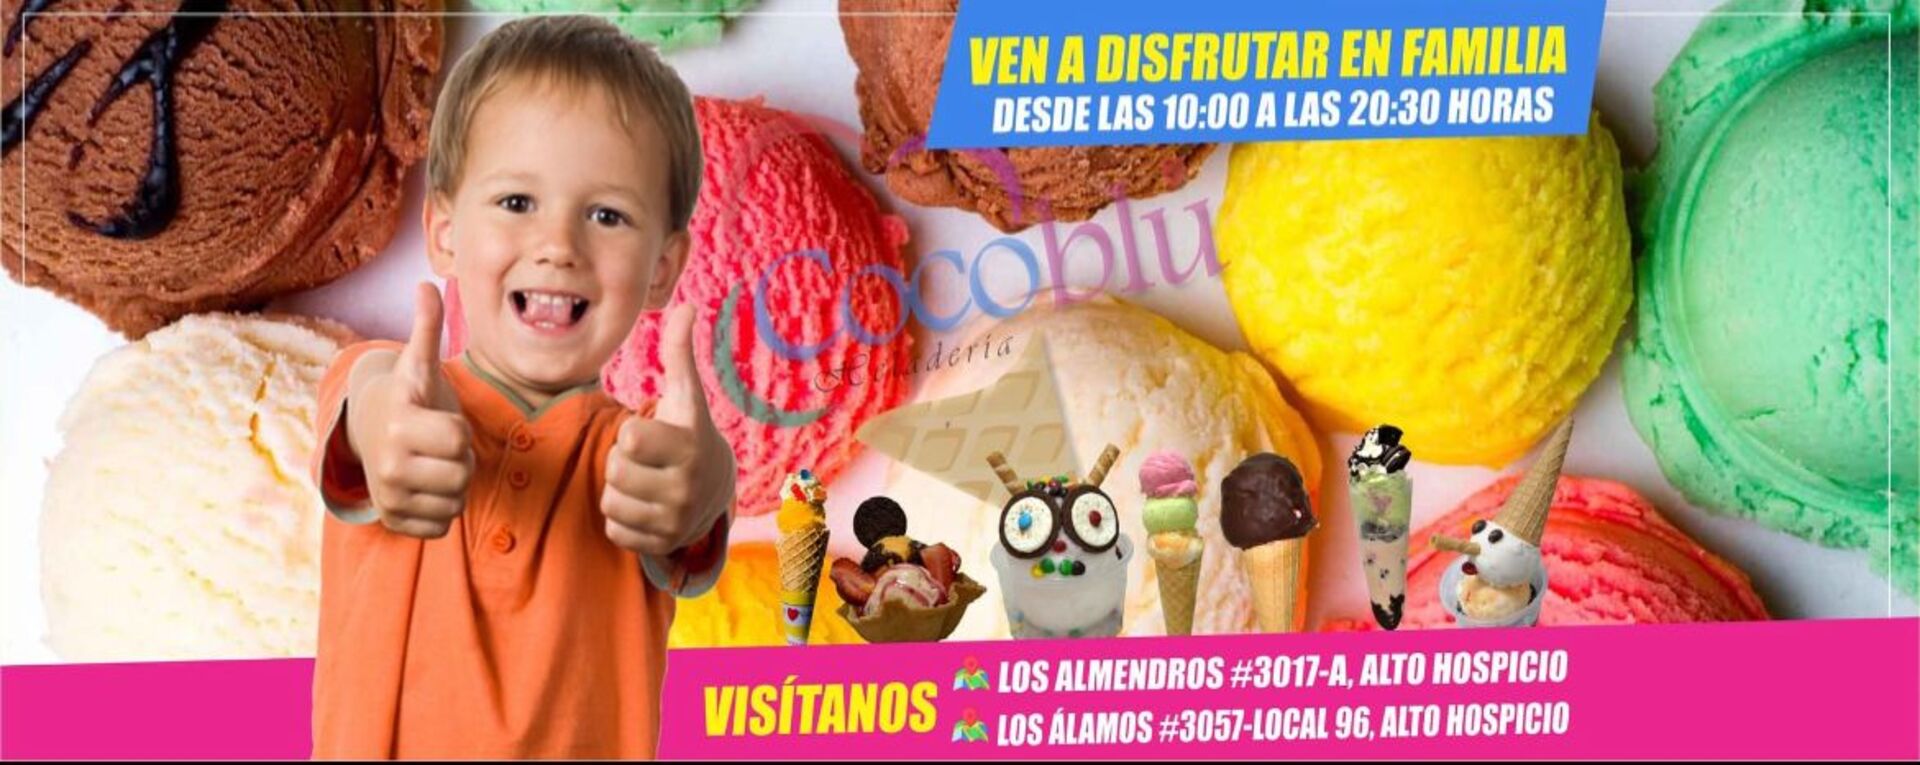 VEN A DISFRUTAR EN FAMILIA
DESDE LAS 10:00 A LAS 20:30 HORAS
Cocoblu
Heladería
VISÍTANOS
LOS ALMENDROS #3017-A, ALTO HOSPICIO
LOS ÁLAMOS #3057-LOCAL 96, ALTO HOSPICIO